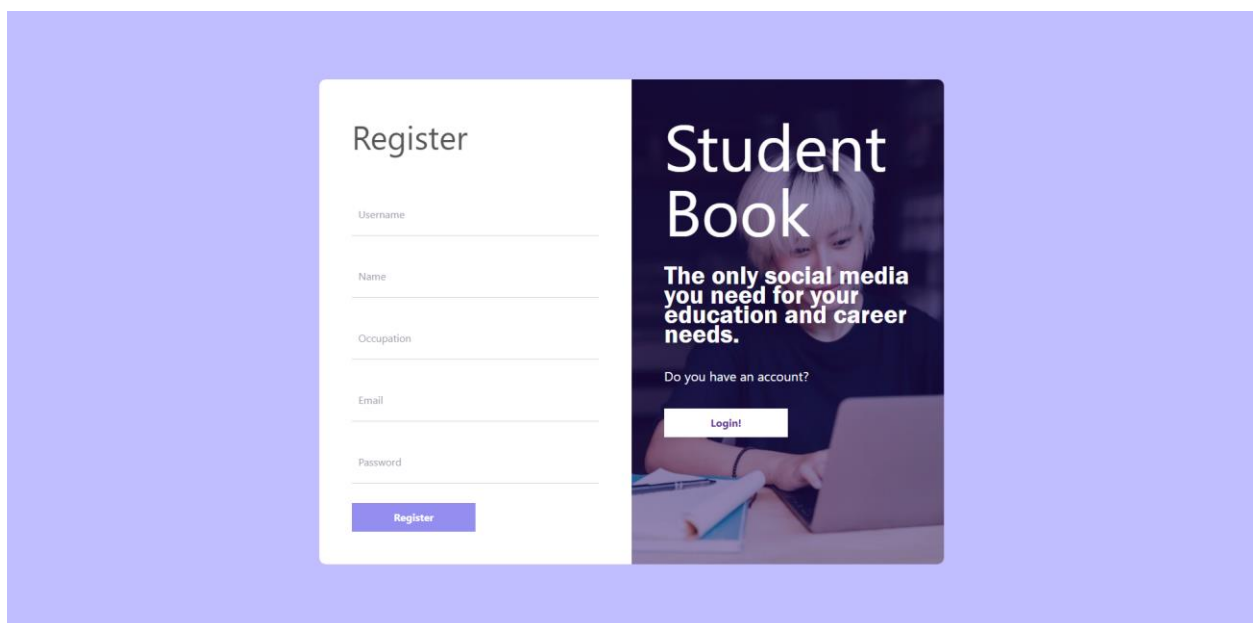 Register
Username
Name
Occupation
Email
Password
Register
Student
Book
The only social media
you need for your
education and career
needs.
Do you have an account?
Login!